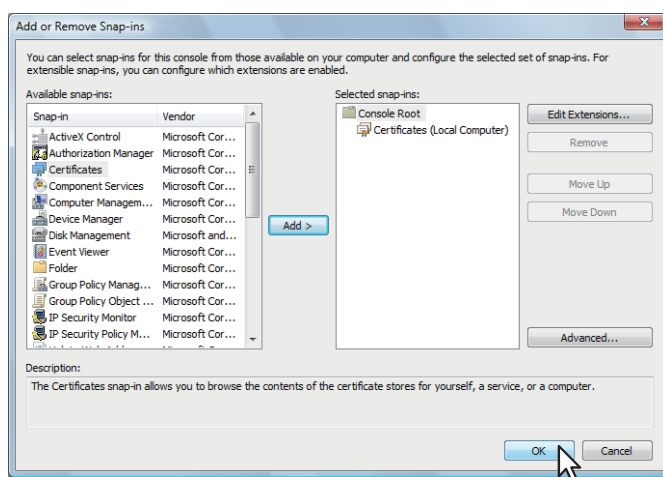 Add or Remove Snap-ins
You can select snap-ins for this console from those available on your computer and configure the selected set of snap-ins. For
extensible snap-ins, you can configure which extensions are enabled.
Available snap-ins:
Selected snap-ins:
Snap-in Vendor
ActiveX Control Microsoft Cor...
Authorization Manager Microsoft Cor...
Certificates Microsoft Cor...
Component Services Microsoft Cor...
Computer Managem... Microsoft Cor...
Device Manager Microsoft Cor...
Disk Management Microsoft and...
Event Viewer Microsoft Cor...
Folder Microsoft Cor...
Group Policy Manag... Microsoft Cor...
Group Policy Object ... Microsoft Cor...
IP Security Monitor Microsoft Cor...
IP Security Policy M... Microsoft Cor...
Add >
Console Root
Certificates (Local Computer)
Edit Extensions...
Remove
Move Up
Move Down
Advanced...
Description:
The Certificates snap-in allows you to browse the contents of the certificate stores for yourself, a service, or a computer.
OK
Cancel